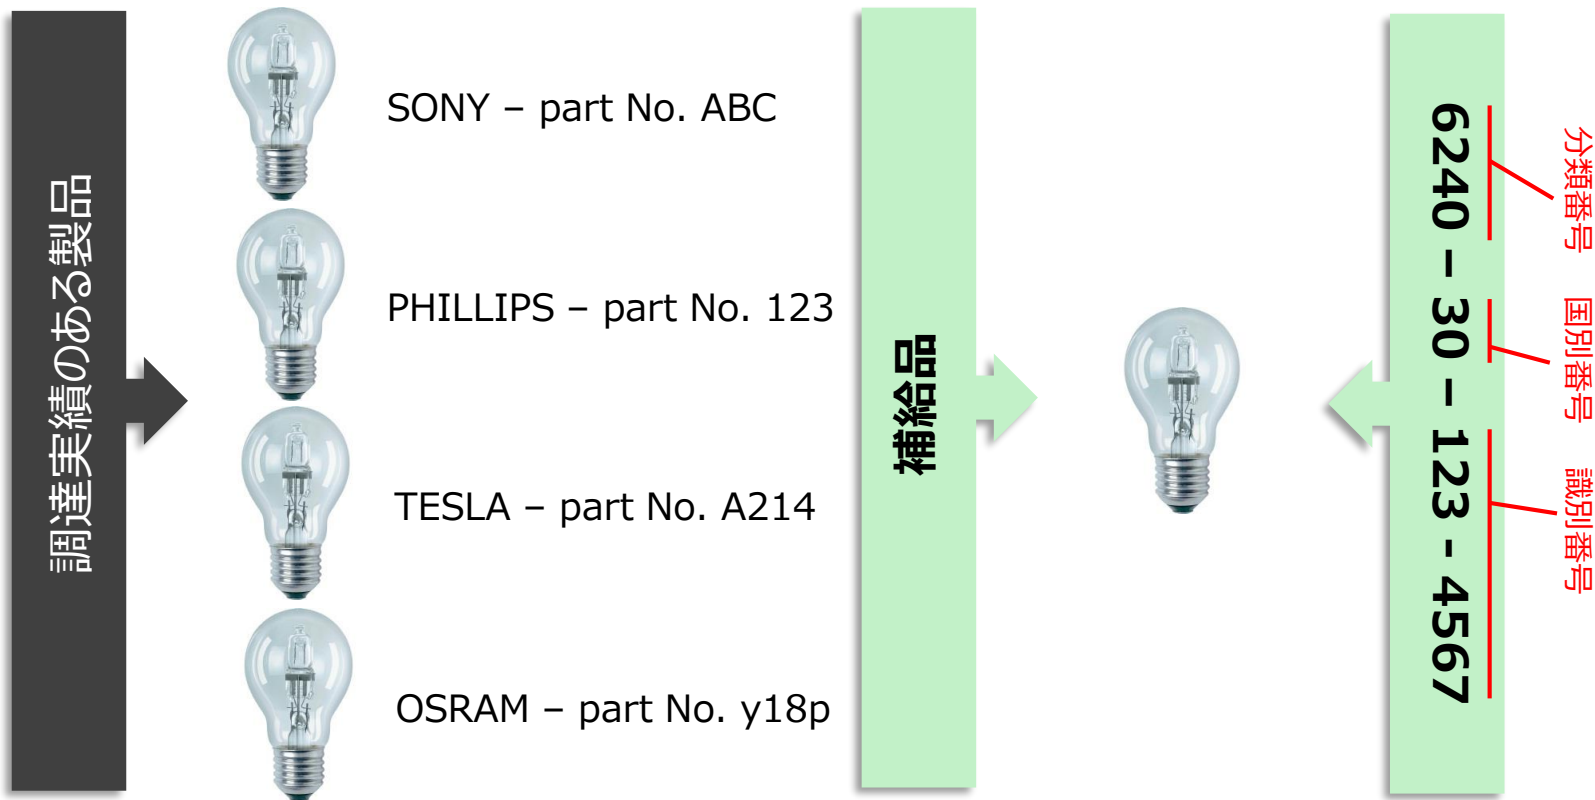 調達実績のある製品
SONY – part No. ABC
PHILLIPS – part No. 123
TESLA – part No. A214
OSRAM – part No. y18p
補給品
6240 – 30 – 123 - 4567
分類番号
国別番号
識別番号